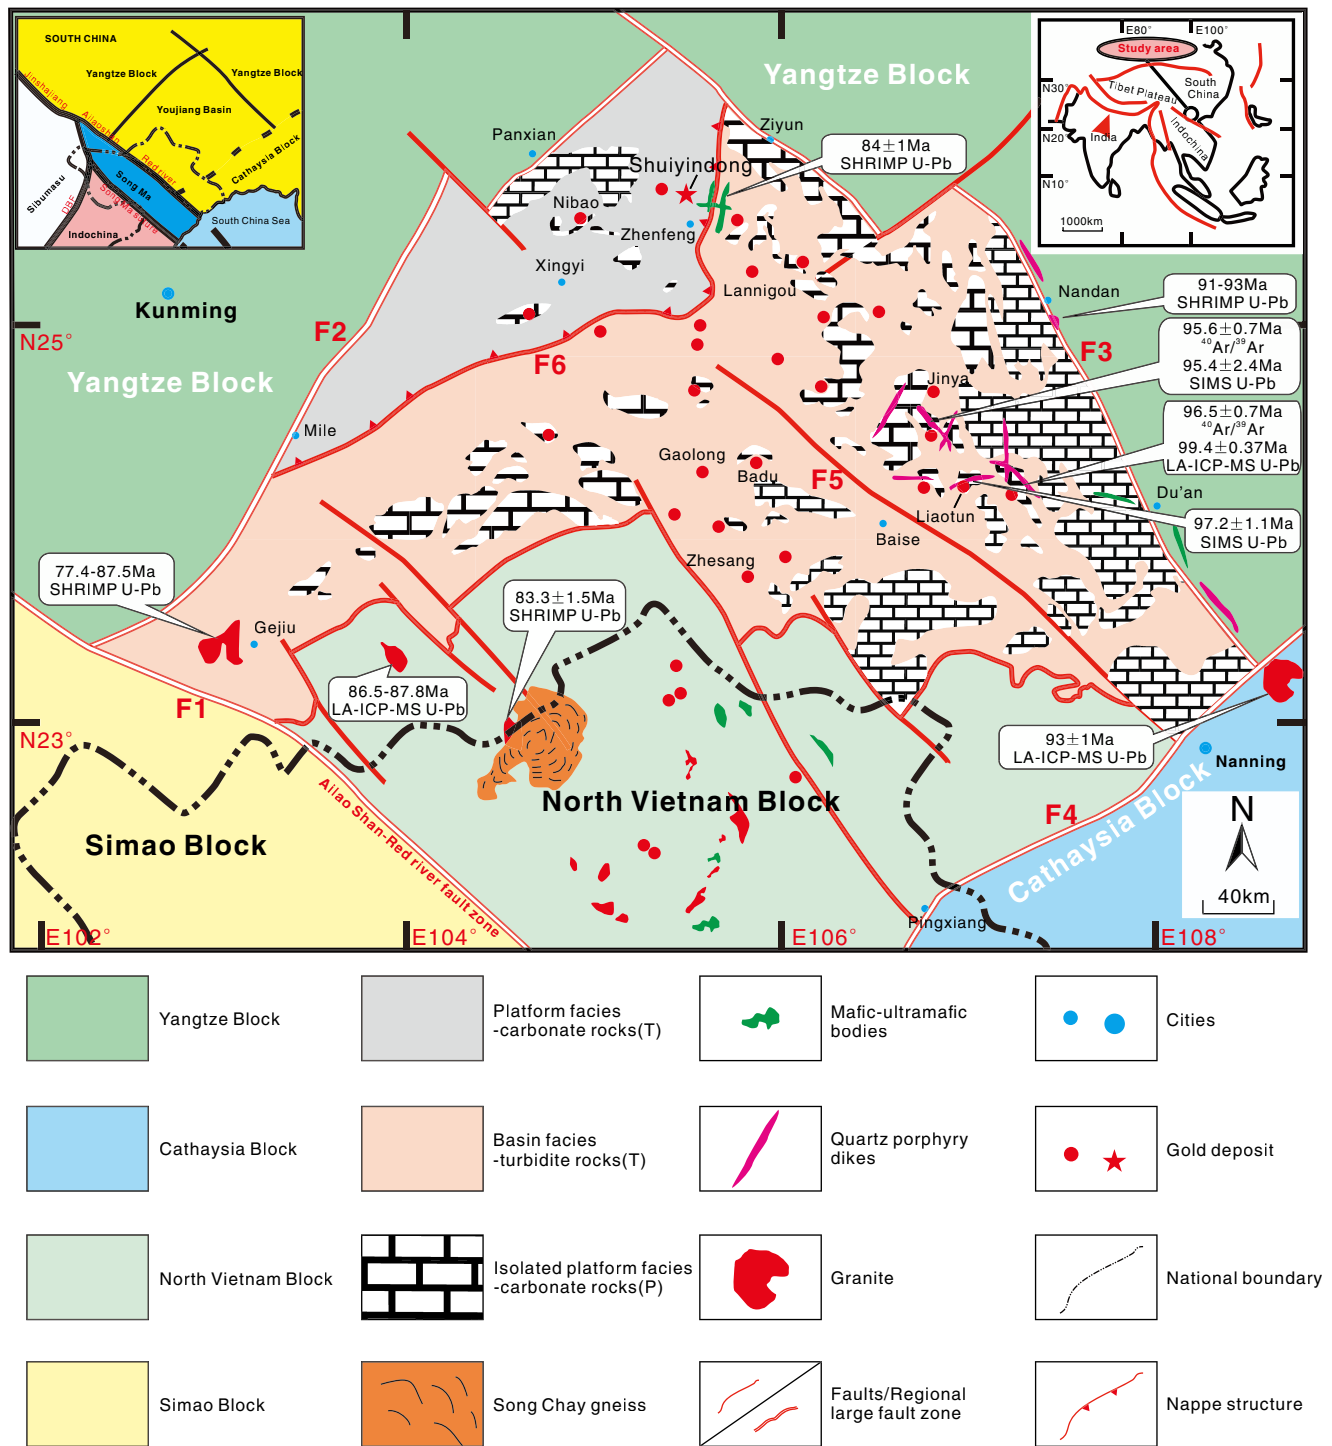 SOUTH CHINA
Yangtze Block
Yangtze Block
Jinshajiang
Youjiang Basin
Ailaoshan
Red river
Cathaysia Block
Song Ma
Sibumasu
DBF
Indochina
South China Sea
Yangtze Block
E80°
E100°
Study area
N30°
Tibet Plateau
South
China
N20
India
Indochina
N10°
1000km
Panxian
Ziyun
84±1Ma
SHRIMP U-Pb
Shuiyindong
Nibao
Zhenfeng
Xingyi
Lannigou
Kunming
N25°
F2
Yangtze Block
F6
Nandan
91-93Ma
SHRIMP U-Pb
F3
95.6±0.7Ma
40Ar/39Ar
95.4±2.4Ma
SIMS U-Pb
Jinya
96.5±0.7Ma
40Ar/39Ar
99.4±0.37Ma
LA-ICP-MS U-Pb
Mile
Gaolong
Badu
F5
Du'an
Liaotun
Baise
97.2±1.1Ma
SIMS U-Pb
Zhesang
77.4-87.5Ma
SHRIMP U-Pb
83.3±1.5Ma
SHRIMP U-Pb
Gejiu
86.5-87.8Ma
LA-ICP-MS U-Pb
F1
N23°
93±1Ma
LA-ICP-MS U-Pb
Nanning
Ailao Shan-Red river fault zone
North Vietnam Block
Simao Block
F4
Cathaysia Block
N
40km
Pingxiang
E102°
E104°
E106°
E108°
Yangtze Block
Platform facies
-carbonate rocks(T)
Mafic-ultramafic
bodies
Cities
Cathaysia Block
Basin facies
-turbidite rocks(T)
Quartz porphyry
dikes
Gold deposit
North Vietnam Block
Isolated platform facies
-carbonate rocks(P)
Granite
National boundary
Simao Block
Song Chay gneiss
Faults/Regional
large fault zone
Nappe structure